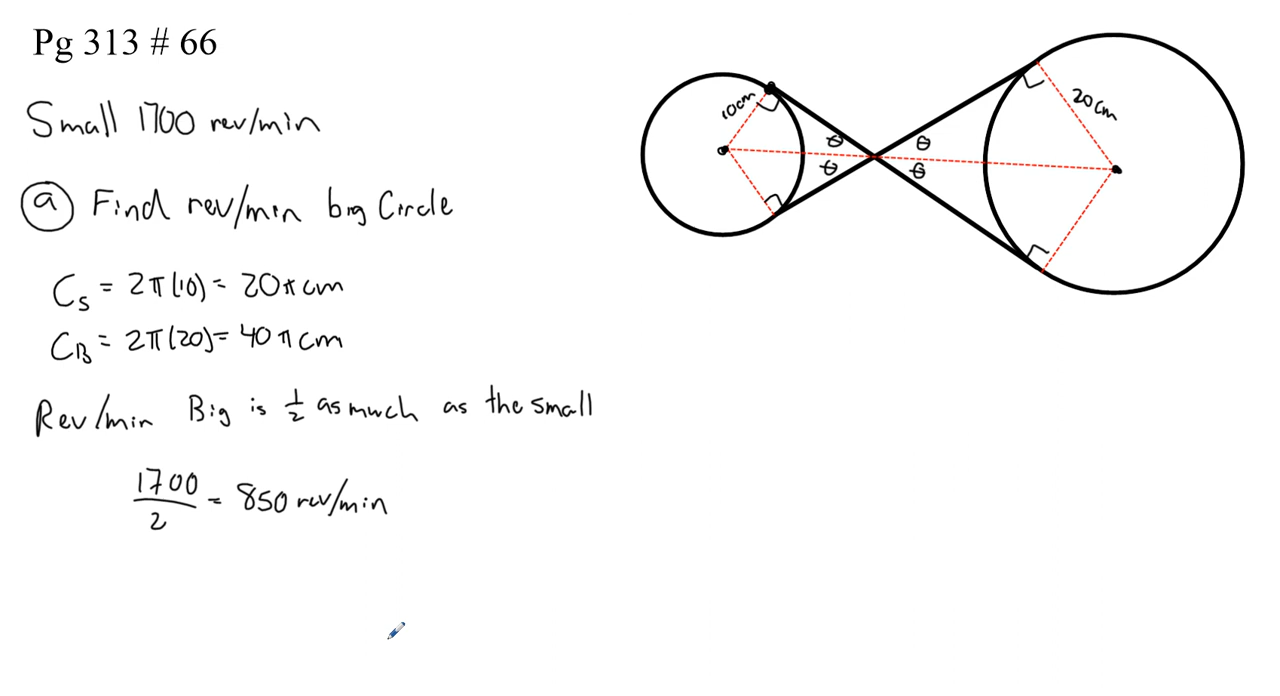 Pg 313 # 66
Small 1700 rev/min
ⓐ Find rev/min big Circle
C_S = 2π(10) = 20π cm
C_B = 2π(20) = 40π cm
Rev/min Big is 1/2 as much as the small
1700/2 = 850 rev/min
10cm
θ
θ
θ
θ
20cm